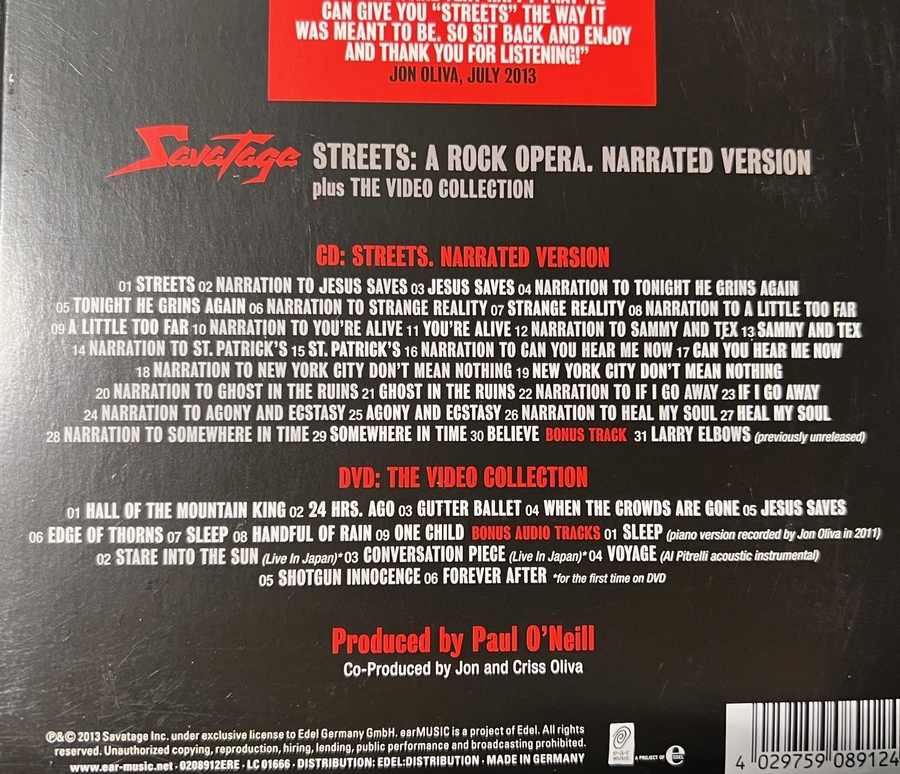 CAN GIVE YOU “STREETS” THE WAY IT
WAS MEANT TO BE. SO SIT BACK AND ENJOY
AND THANK YOU FOR LISTENING!”
JON OLIVA, JULY 2013
Savatage STREETS: A ROCK OPERA. NARRATED VERSION
plus THE VIDEO COLLECTION
CD: STREETS. NARRATED VERSION
01 STREETS 02 NARRATION TO JESUS SAVES 03 JESUS SAVES 04 NARRATION TO TONIGHT HE GRINS AGAIN
05 TONIGHT HE GRINS AGAIN 06 NARRATION TO STRANGE REALITY 07 STRANGE REALITY 08 NARRATION TO A LITTLE TOO FAR
09 A LITTLE TOO FAR 10 NARRATION TO YOU'RE ALIVE 11 YOU'RE ALIVE 12 NARRATION TO SAMMY AND TEX 13 SAMMY AND TEX
14 NARRATION TO ST. PATRICK'S 15 ST. PATRICK'S 16 NARRATION TO CAN YOU HEAR ME NOW 17 CAN YOU HEAR ME NOW
18 NARRATION TO NEW YORK CITY DON'T MEAN NOTHING 19 NEW YORK CITY DON'T MEAN NOTHING
20 NARRATION TO GHOST IN THE RUINS 21 GHOST IN THE RUINS 22 NARRATION TO IF I GO AWAY 23 IF I GO AWAY
24 NARRATION TO AGONY AND ECSTASY 25 AGONY AND ECSTASY 26 NARRATION TO HEAL MY SOUL 27 HEAL MY SOUL
28 NARRATION TO SOMEWHERE IN TIME 29 SOMEWHERE IN TIME 30 BELIEVE BONUS TRACK 31 LARRY ELBOWS (previously unreleased)
DVD: THE VIDEO COLLECTION
01 HALL OF THE MOUNTAIN KING 02 24 HRS. AGO 03 GUTTER BALLET 04 WHEN THE CROWDS ARE GONE 05 JESUS SAVES
06 EDGE OF THORNS 07 SLEEP 08 HANDFUL OF RAIN 09 ONE CHILD BONUS AUDIO TRACKS 01 SLEEP (piano version recorded by Jon Oliva in 2011)
02 STARE INTO THE SUN (Live In Japan)* 03 CONVERSATION PIECE (Live In Japan)* 04 VOYAGE (Al Pitrelli acoustic instrumental)
05 SHOTGUN INNOCENCE 06 FOREVER AFTER *for the first time on DVD
Produced by Paul O'Neill
Co-Produced by Jon and Criss Oliva
℗&© 2013 Savatage Inc. under exclusive license to Edel Germany GmbH. earMUSIC is a project of Edel. All rights
reserved. Unauthorized copying, reproduction, hiring, lending, public performance and broadcasting prohibited.
www.ear-music.net · 0208912ERE · LC 01666 · DISTRIBUTION: EDEL:DISTRIBUTION · MADE IN GERMANY
A PROJECT OF e EDEL
4 029759 089124